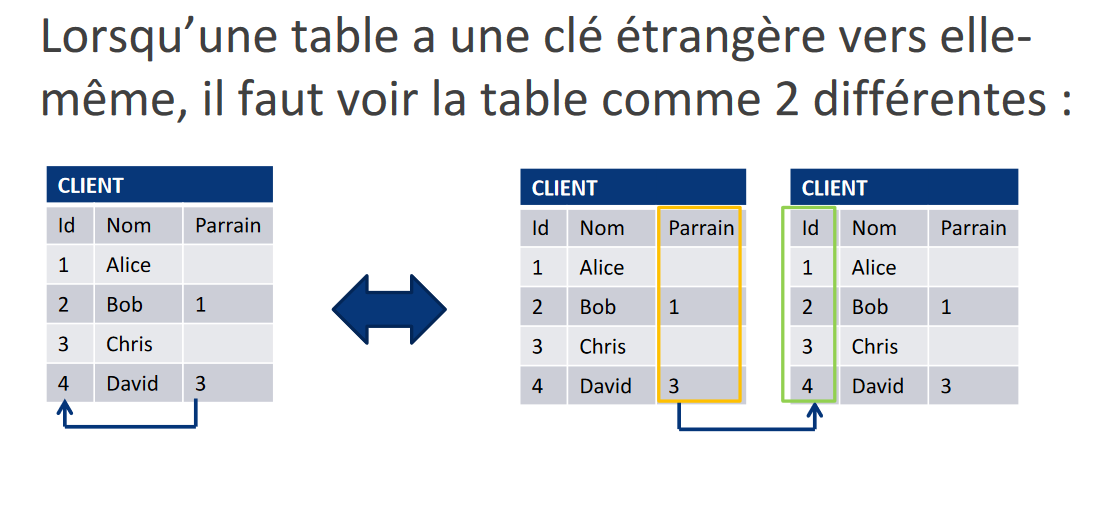 Lorsqu’une table a une clé étrangère vers elle-
même, il faut voir la table comme 2 différentes :
CLIENT
Id Nom Parrain
1 Alice
2 Bob 1
3 Chris
4 David 3
CLIENT
Id Nom Parrain
1 Alice
2 Bob 1
3 Chris
4 David 3
CLIENT
Id Nom Parrain
1 Alice
2 Bob 1
3 Chris
4 David 3